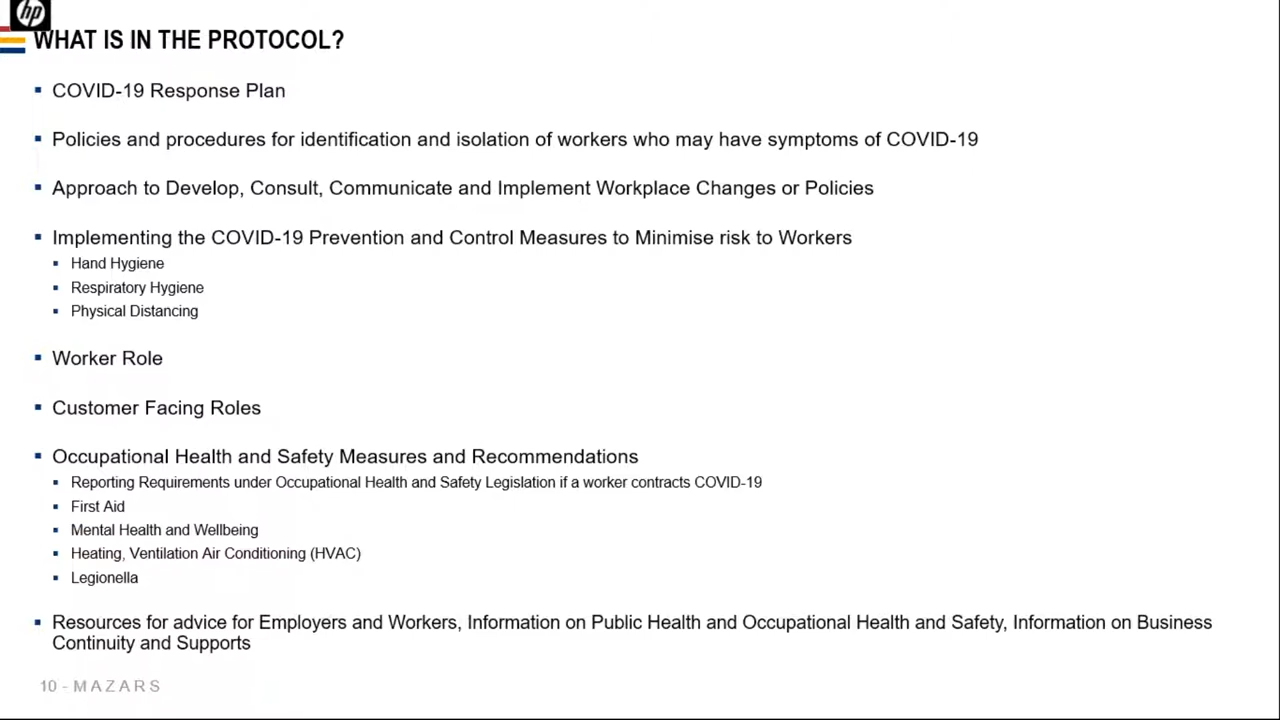 hp
WHAT IS IN THE PROTOCOL?
COVID-19 Response Plan
Policies and procedures for identification and isolation of workers who may have symptoms of COVID-19
Approach to Develop, Consult, Communicate and Implement Workplace Changes or Policies
Implementing the COVID-19 Prevention and Control Measures to Minimise risk to Workers
Hand Hygiene
Respiratory Hygiene
Physical Distancing
Worker Role
Customer Facing Roles
Occupational Health and Safety Measures and Recommendations
Reporting Requirements under Occupational Health and Safety Legislation if a worker contracts COVID-19
First Aid
Mental Health and Wellbeing
Heating, Ventilation Air Conditioning (HVAC)
Legionella
Resources for advice for Employers and Workers, Information on Public Health and Occupational Health and Safety, Information on Business
Continuity and Supports
10 - MAZARS